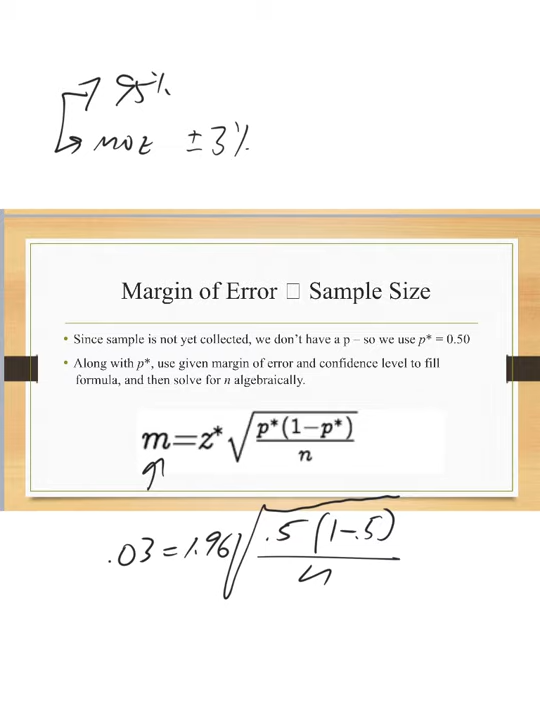 → 95%
→ MOE ±3%
Margin of Error □ Sample Size
• Since sample is not yet collected, we don't have a p – so we use p* = 0.50
• Along with p*, use given margin of error and confidence level to fill
formula, and then solve for n algebraically.
m=z*√(p*(1−p*)/n)
.03 = 1.96√(.5(1-.5)/n)